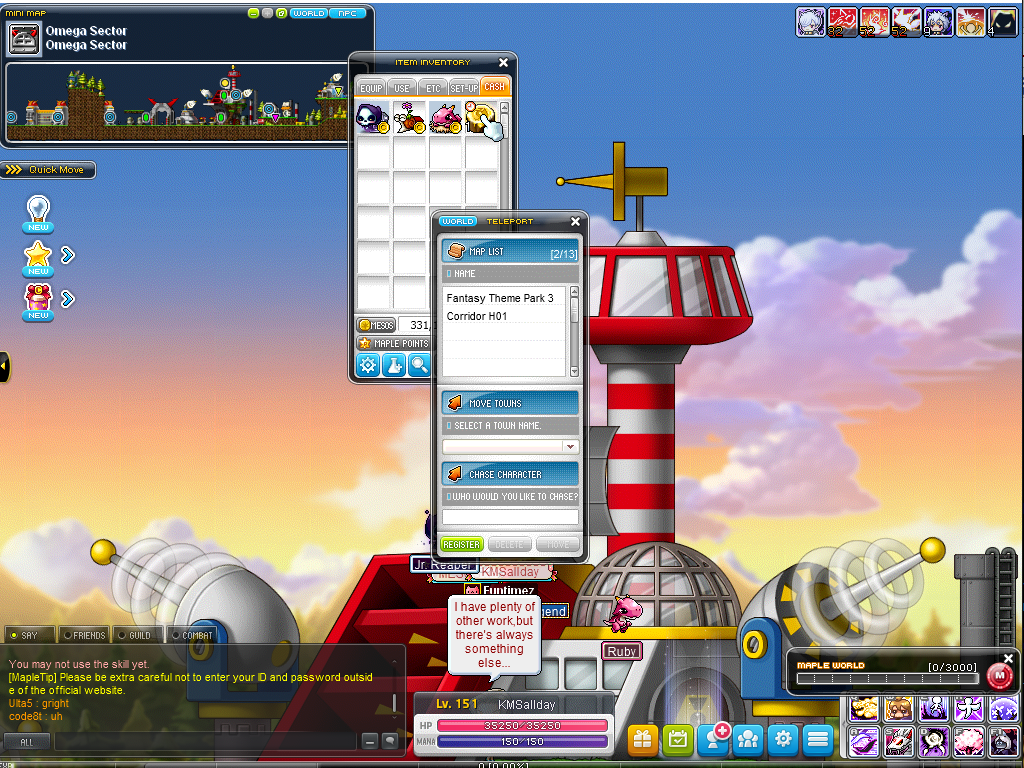 MINI MAP
WORLD
NPC
Omega Sector
Omega Sector
Quick Move
NEW
NEW
NEW
ITEM INVENTORY
EQUIP
USE
ETC
SET-UP
CASH
MESOS
331,
MAPLE POINTS
WORLD TELEPORT
MAP LIST
[2/13]
NAME
Fantasy Theme Park 3
Corridor H01
MOVE TOWNS
SELECT A TOWN NAME.
CHASE CHARACTER
WHO WOULD YOU LIKE TO CHASE?
REGISTER
DELETE
MOVE
Jr. Reaper
KMSallday
Funtimez
I have plenty of
other work,but
there's always
something
else...
Ruby
SAY
FRIENDS
GUILD
COMBAT
You may not use the skill yet.
[MapleTip] Please be extra careful not to enter your ID and password outsid
e of the official website.
Ulta5 : gright
code8t : uh
ALL
Lv. 151 KMSallday
HP 35250/35250
MANA 150/150
MAPLE WORLD
[0/3000]
M
0[0.00%]